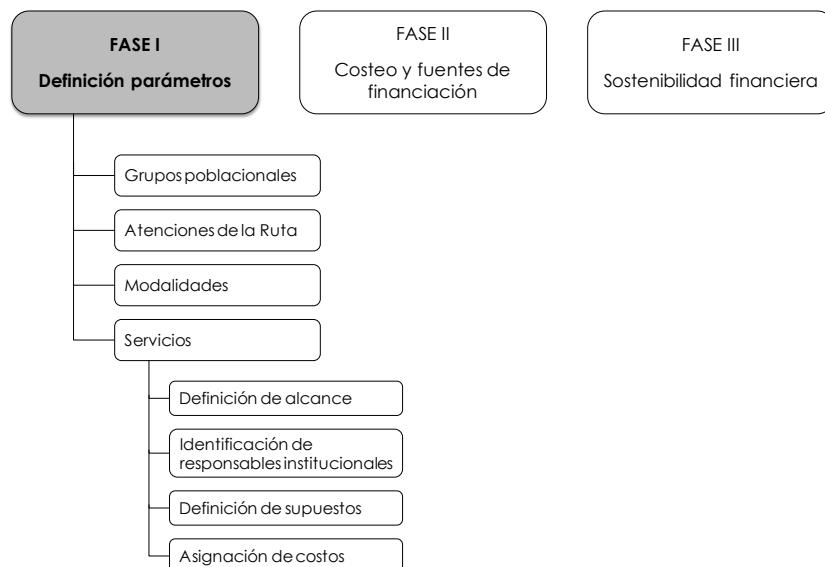 FASE I
Definición parámetros
FASE II
Costeo y fuentes de
financiación
FASE III
Sostenibilidad financiera
Grupos poblacionales
Atenciones de la Ruta
Modalidades
Servicios
Definición de alcance
Identificación de
responsables institucionales
Definición de supuestos
Asignación de costos